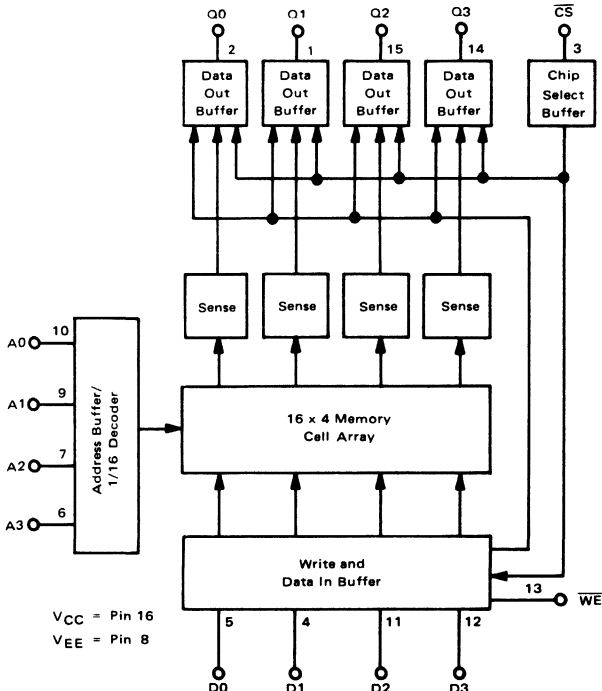 Q0 Q1 Q2 Q3 CS
2 1 15 14 3
Data Out Buffer
Data Out Buffer
Data Out Buffer
Data Out Buffer
Chip Select Buffer
Sense Sense Sense Sense
A0 10
A1 9
A2 7
A3 6
Address Buffer/
1/16 Decoder
16 x 4 Memory
Cell Array
Write and
Data In Buffer
13 WE
VCC = Pin 16
VEE = Pin 8
5 4 11 12
D0 D1 D2 D3